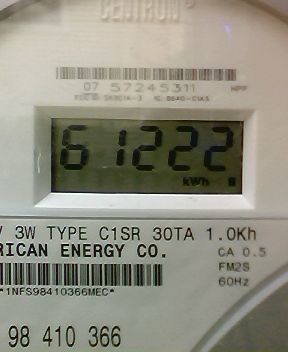 CENTRON
07 57245311
HPP
61222
kWh
V 3W TYPE C1SR 30TA 1.0Kh
RICAN ENERGY CO.
CA 0.5
FM2S
60Hz
*1NFS98410366MEC*
98 410 366